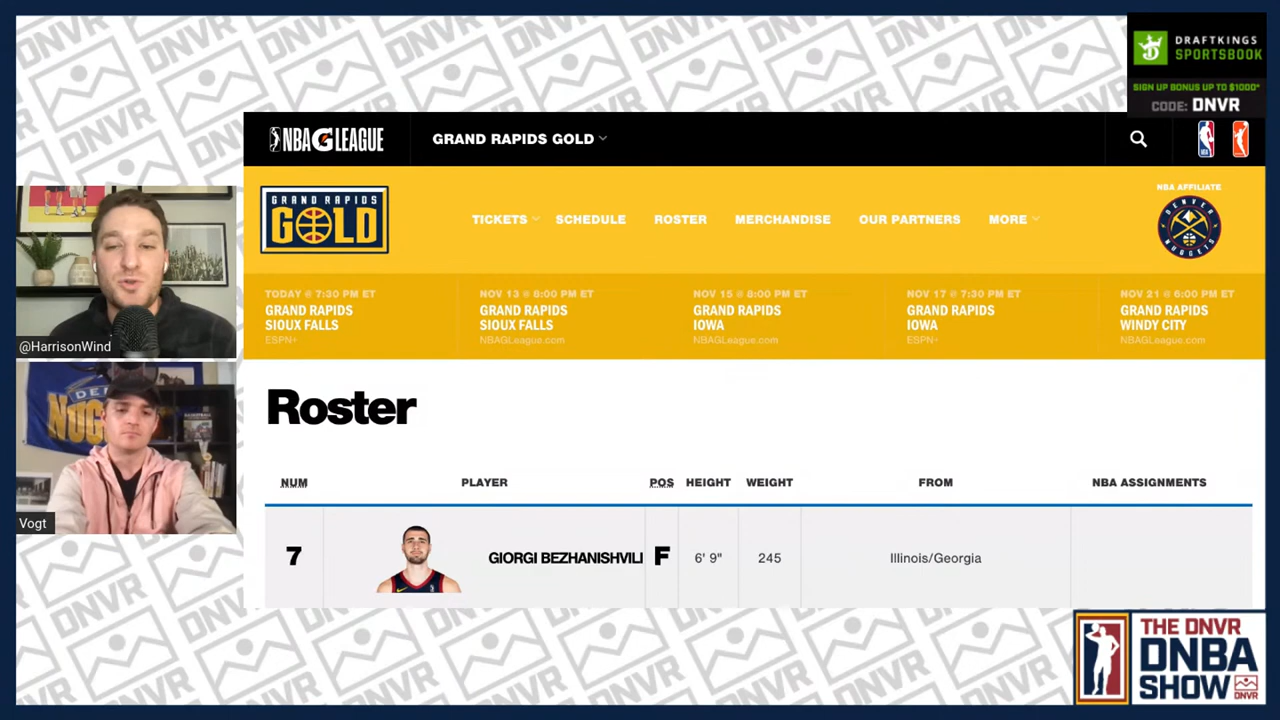 DRAFTKINGS
SPORTSBOOK
SIGN UP BONUS UP TO $1000*
CODE: DNVR
NBA G LEAGUE
GRAND RAPIDS GOLD
GRAND RAPIDS
GOLD
TICKETS
SCHEDULE
ROSTER
MERCHANDISE
OUR PARTNERS
MORE
NBA AFFILIATE
DENVER
NUGGETS
TODAY @ 7:30 PM ET
GRAND RAPIDS
SIOUX FALLS
ESPN+
NOV 13 @ 8:00 PM ET
GRAND RAPIDS
SIOUX FALLS
NBAGLeague.com
NOV 15 @ 8:00 PM ET
GRAND RAPIDS
IOWA
NBAGLeague.com
NOV 17 @ 7:30 PM ET
GRAND RAPIDS
IOWA
ESPN+
NOV 21 @ 6:00 PM ET
GRAND RAPIDS
WINDY CITY
NBAGLeague.com
@HarrisonWind
Vogt
Roster
NUM PLAYER POS HEIGHT WEIGHT FROM NBA ASSIGNMENTS
7 GIORGI BEZHANISHVILI F 6' 9" 245 Illinois/Georgia
THE DNVR
DNBA
SHOW
DNVR